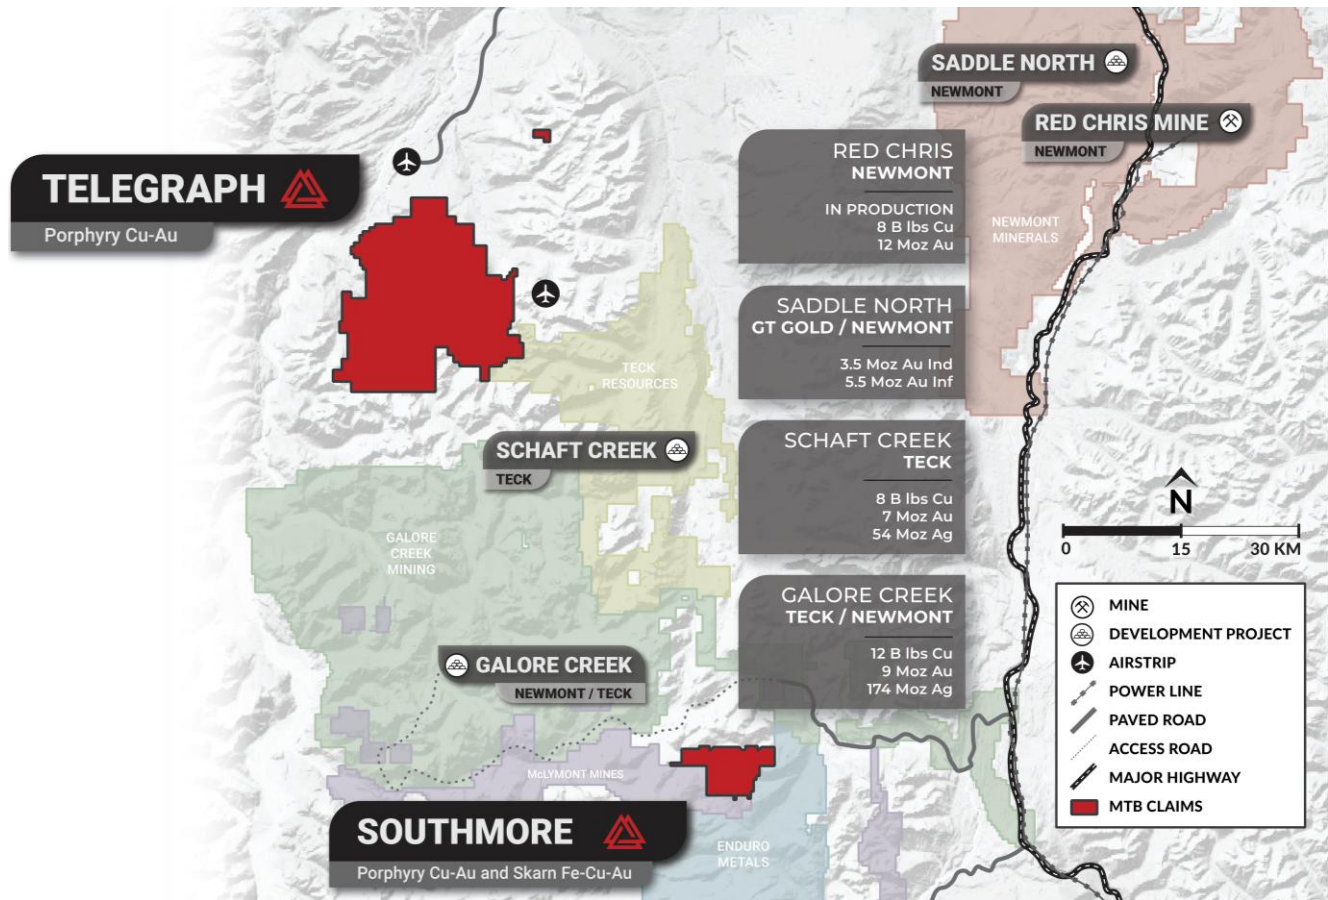 SADDLE NORTH
NEWMONT
RED CHRIS MINE
NEWMONT
TELEGRAPH
Porphyry Cu-Au
RED CHRIS
NEWMONT
IN PRODUCTION
8 B lbs Cu
12 Moz Au
NEWMONT
MINERALS
SADDLE NORTH
GT GOLD / NEWMONT
3.5 Moz Au Ind
5.5 Moz Au Inf
TECK
RESOURCES
SCHAFT CREEK
TECK
SCHAFT CREEK
TECK
8 B lbs Cu
7 Moz Au
54 Moz Ag
N
0 15 30 KM
GALORE
CREEK
MINING
GALORE CREEK
TECK / NEWMONT
12 B lbs Cu
9 Moz Au
174 Moz Ag
GALORE CREEK
NEWMONT / TECK
MINE
DEVELOPMENT PROJECT
AIRSTRIP
POWER LINE
PAVED ROAD
ACCESS ROAD
MAJOR HIGHWAY
MTB CLAIMS
McLYMONT MINES
SOUTHMORE
Porphyry Cu-Au and Skarn Fe-Cu-Au
ENDURO
METALS